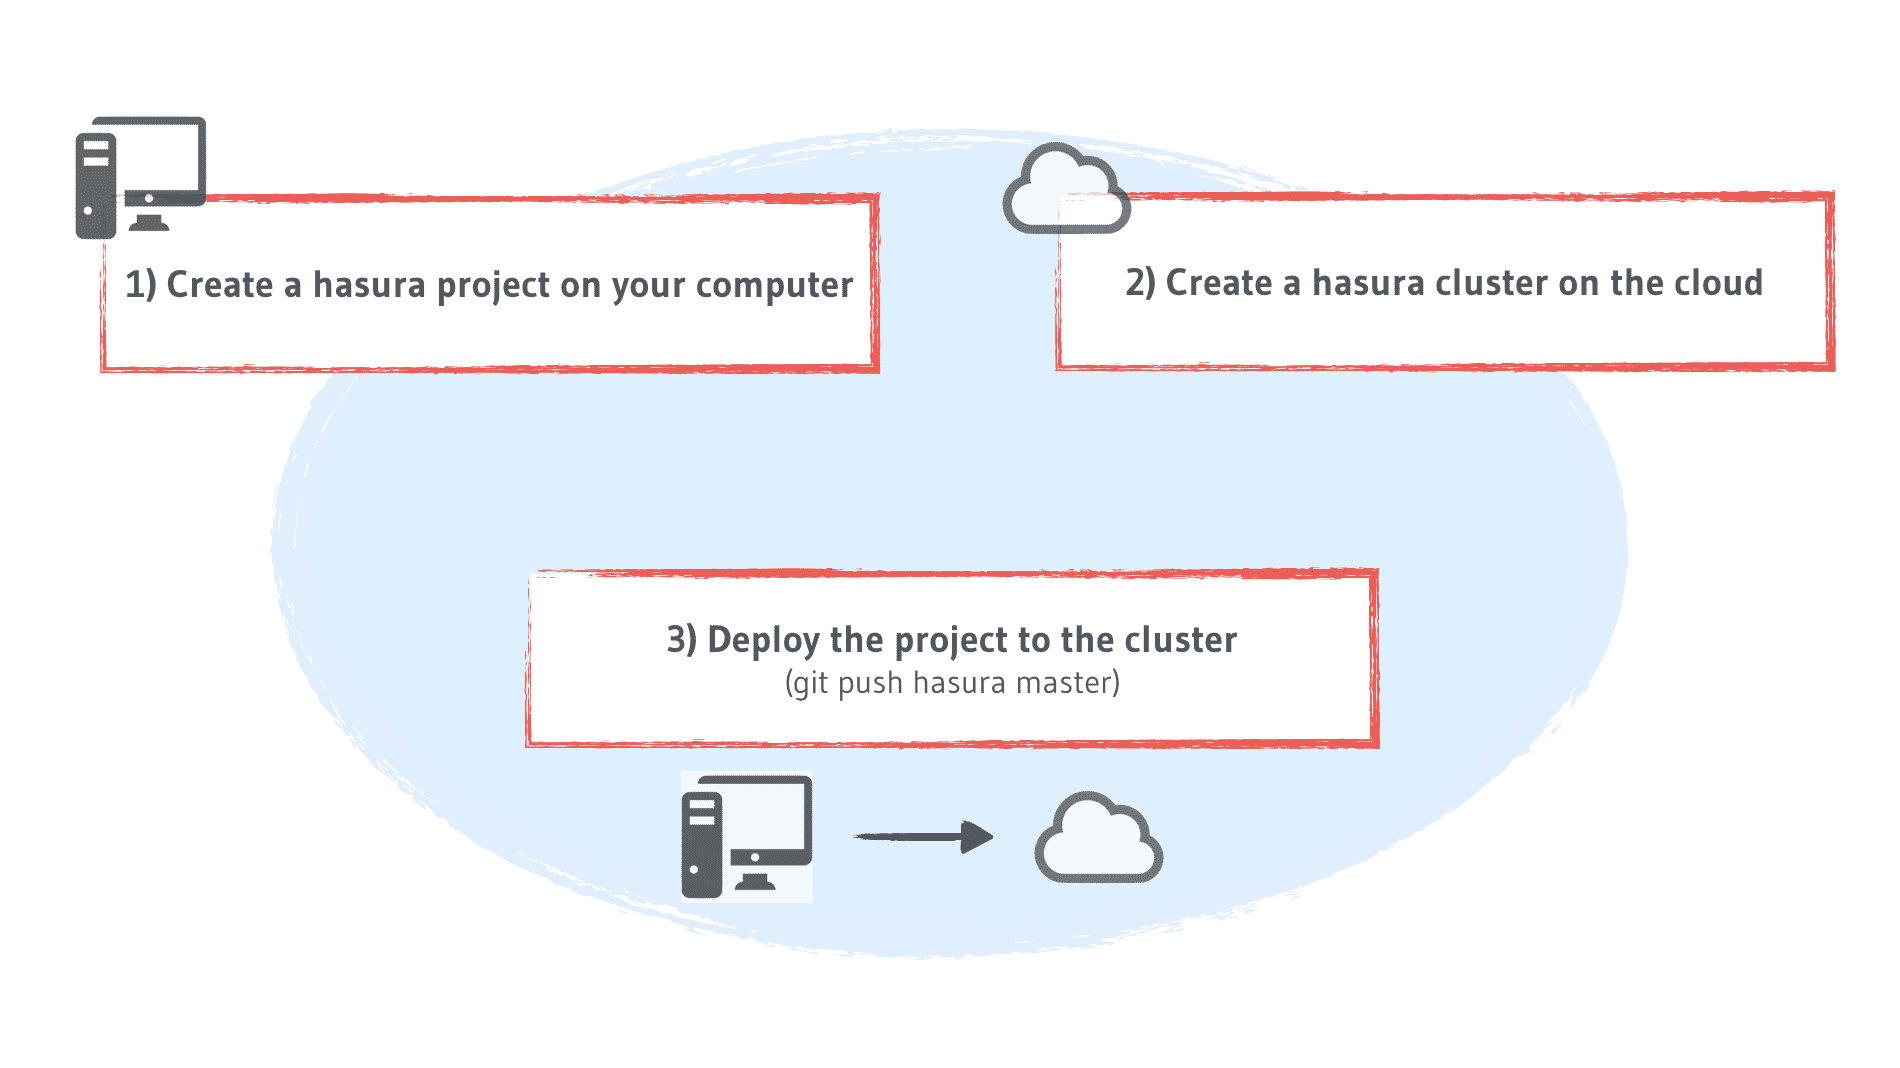 1) Create a hasura project on your computer
2) Create a hasura cluster on the cloud
3) Deploy the project to the cluster
(git push hasura master)